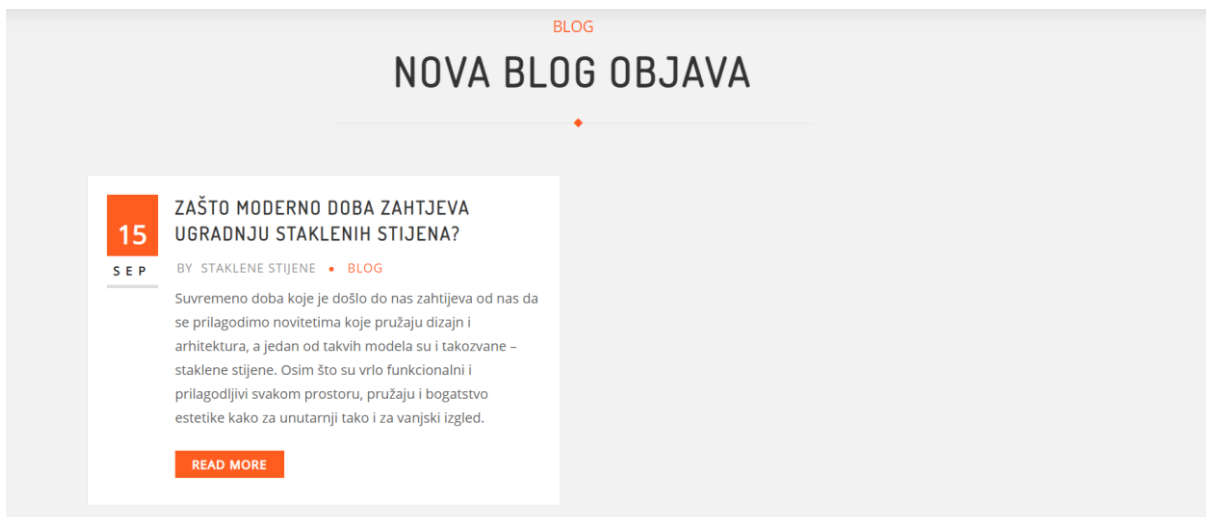 BLOG
NOVA BLOG OBJAVA
15
SEP
ZAŠTO MODERNO DOBA ZAHTJEVA
UGRADNJU STAKLENIH STIJENA?
BY STAKLENE STIJENE • BLOG
Suvremeno doba koje je došlo do nas zahtijeva od nas da
se prilagodimo novitetima koje pružaju dizajn i
arhitektura, a jedan od takvih modela su i takozvane –
staklene stijene. Osim što su vrlo funkcionalni i
prilagodljivi svakom prostoru, pružaju i bogatstvo
estetike kako za unutarnji tako i za vanjski izgled.
READ MORE